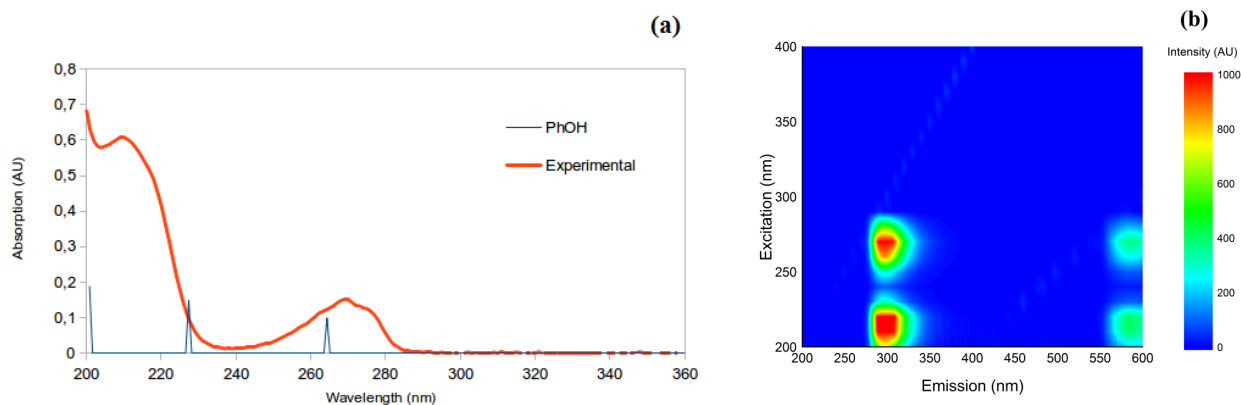 (a)
0,8
0,7
0,6
0,5
0,4
0,3
0,2
0,1
0
Absorption (AU)
PhOH
Experimental
200 220 240 260 280 300 320 340 360
Wavelength (nm)
(b)
400
350
300
250
200
Excitation (nm)
200 250 300 350 400 450 500 550 600
Emission (nm)
Intensity (AU)
1000
800
600
400
200
0